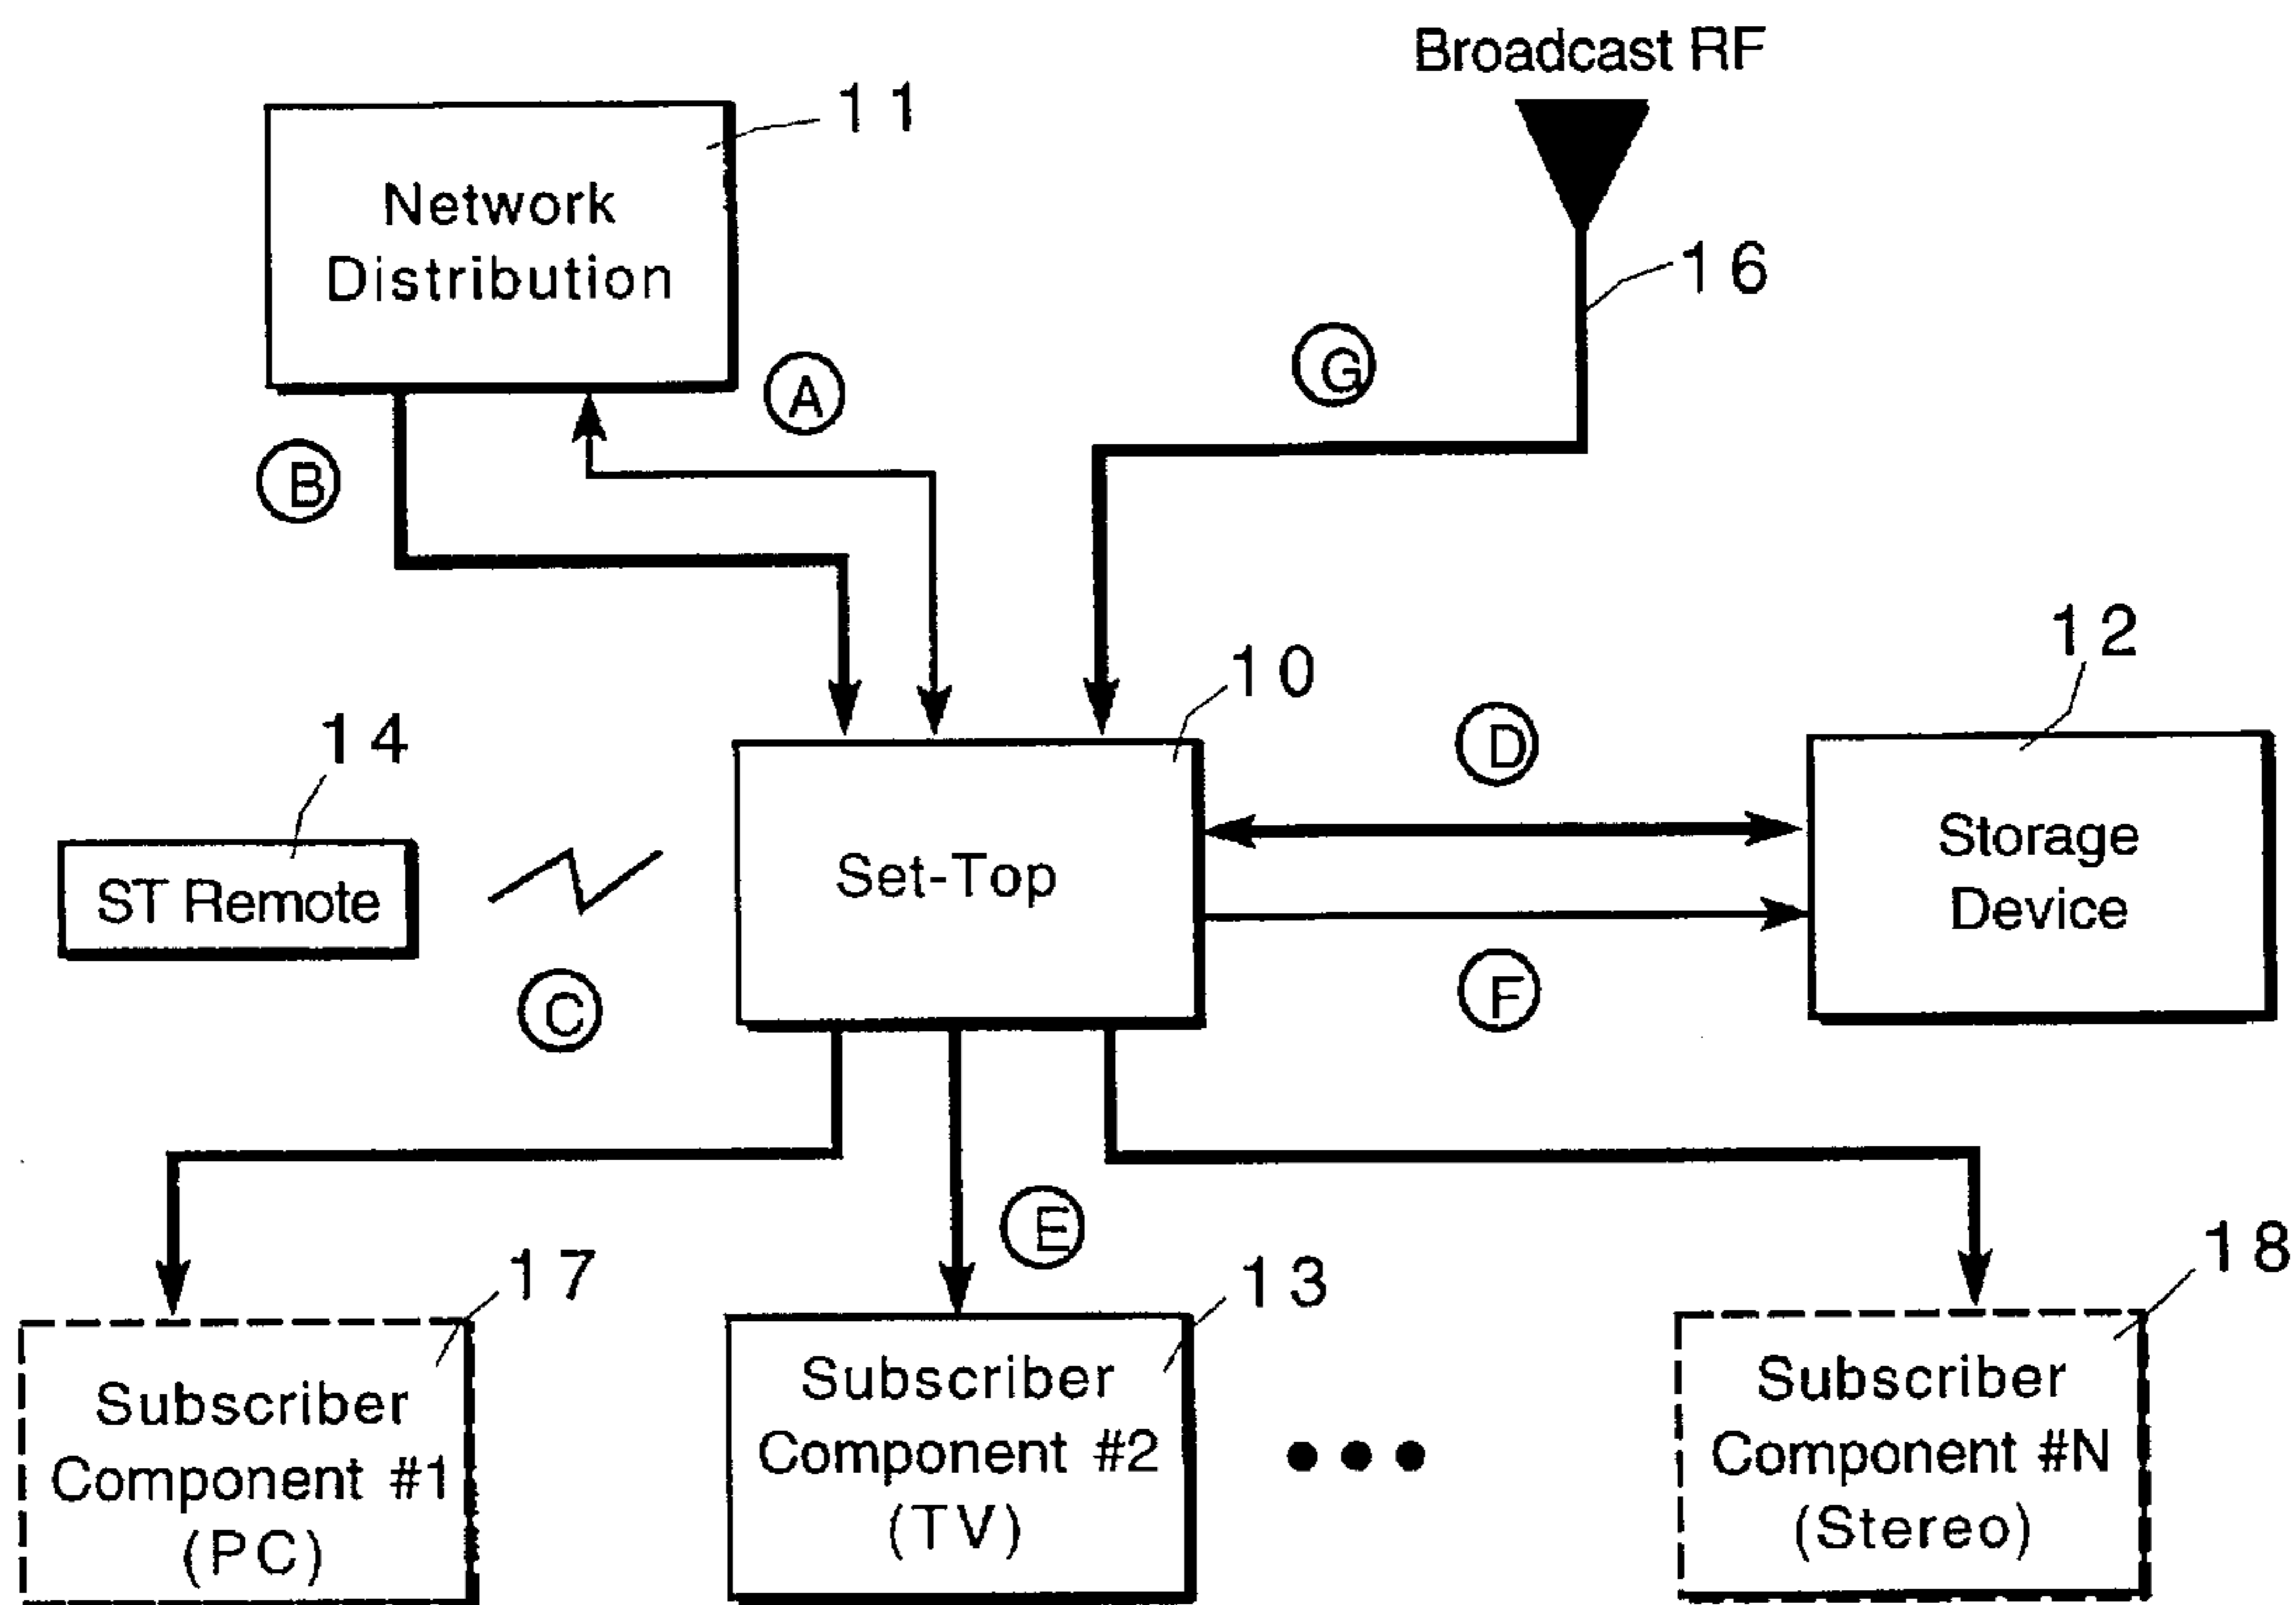 Broadcast RF
11
Network
Distribution
16
A
G
B
12
10
14
D
Storage
Device
Set-Top
ST Remote
F
C
E
17
13
18
Subscriber
Component #1
(PC)
Subscriber
Component #2
(TV)
Subscriber
Component #N
(Stereo)